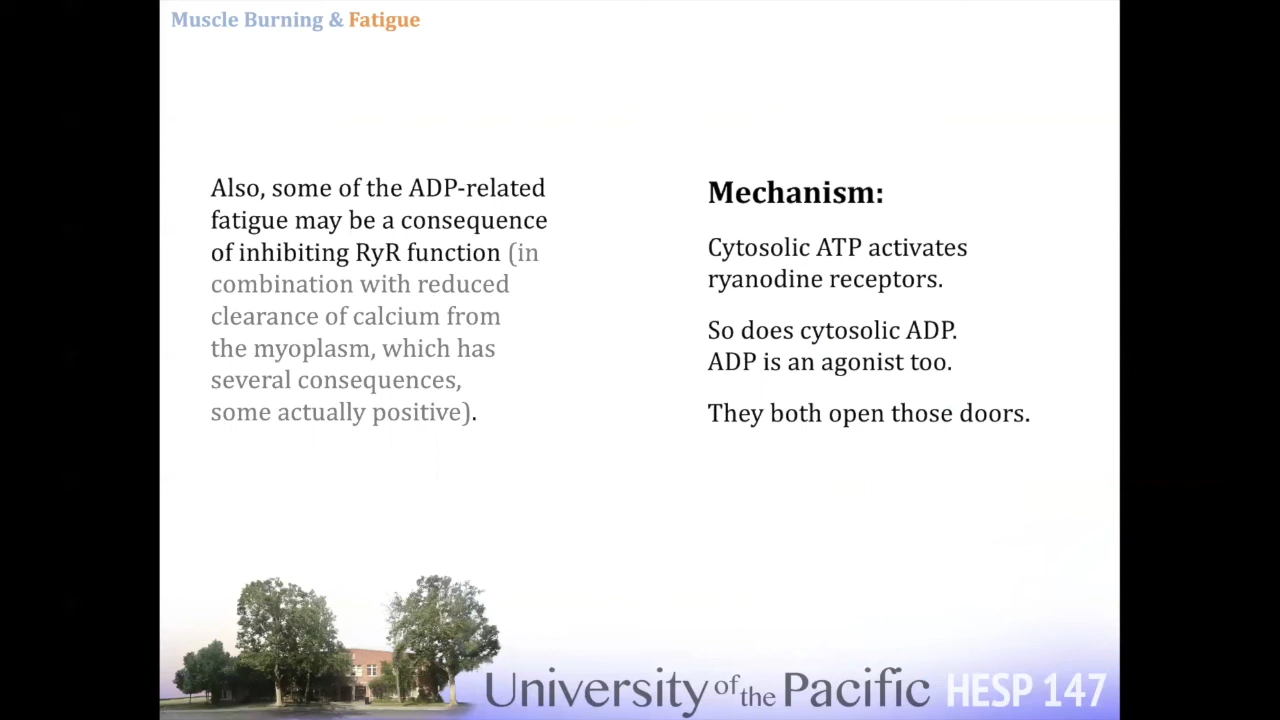 Muscle Burning & Fatigue
Also, some of the ADP-related
fatigue may be a consequence
of inhibiting RyR function (in
combination with reduced
clearance of calcium from
the myoplasm, which has
several consequences,
some actually positive).
Mechanism:
Cytosolic ATP activates
ryanodine receptors.
So does cytosolic ADP.
ADP is an agonist too.
They both open those doors.
University of the Pacific HESP 147